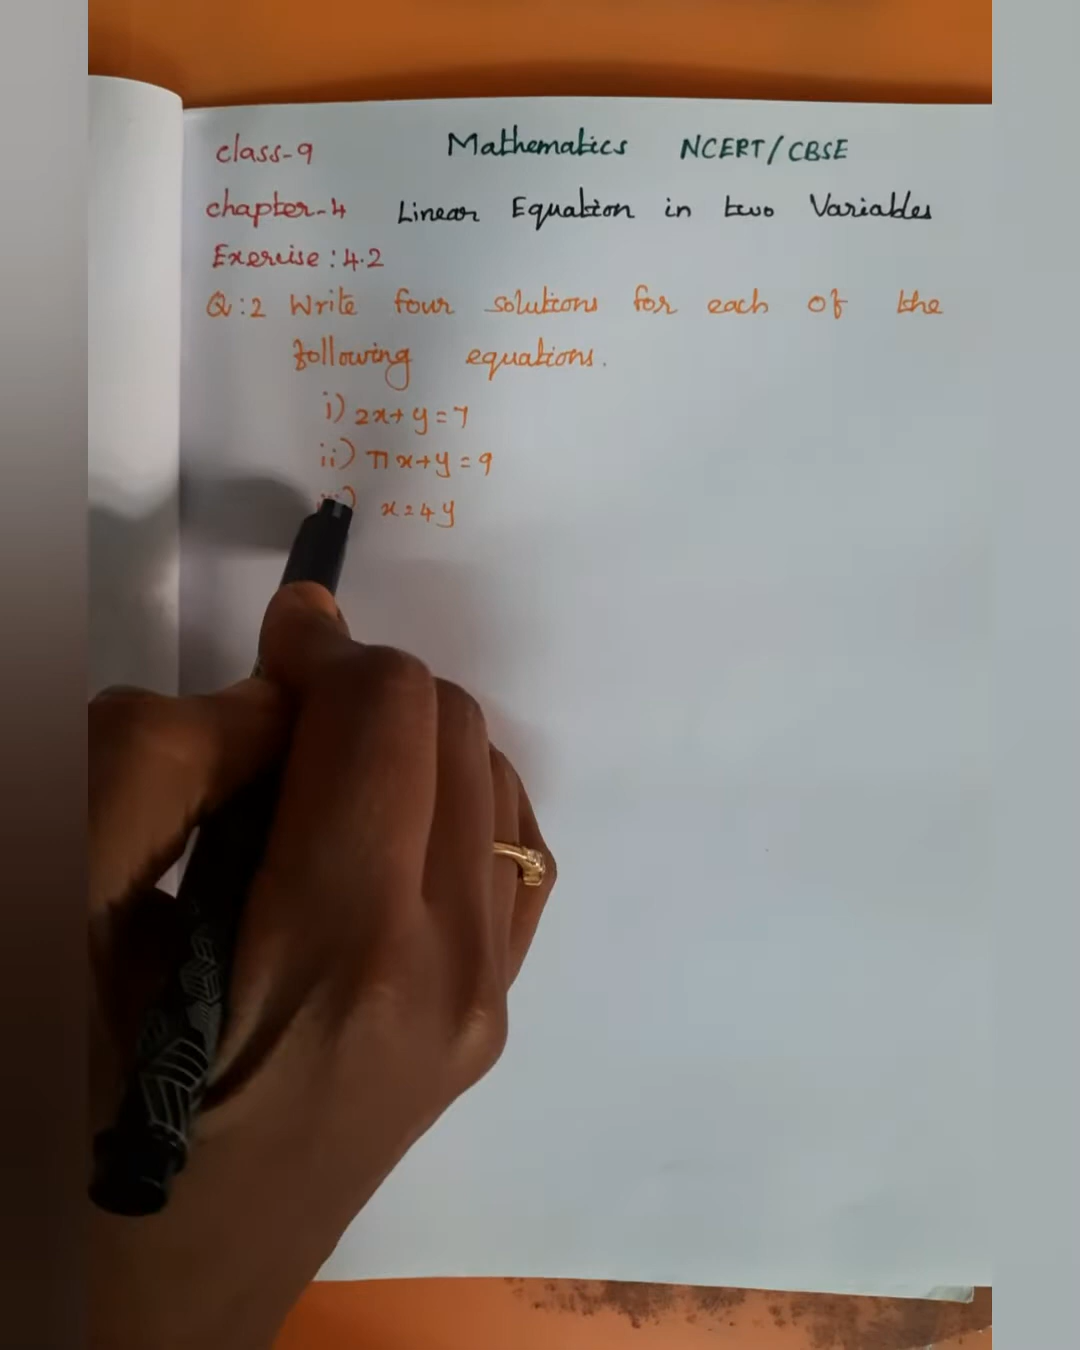 class-9 Mathematics NCERT/CBSE
chapter-4 Linear Equation in two Variables
Exercise : 4.2
Q:2 Write four solutions for each of the
following equations.
i) 2x+y=7
ii) πx+y=9
iii) x=4y